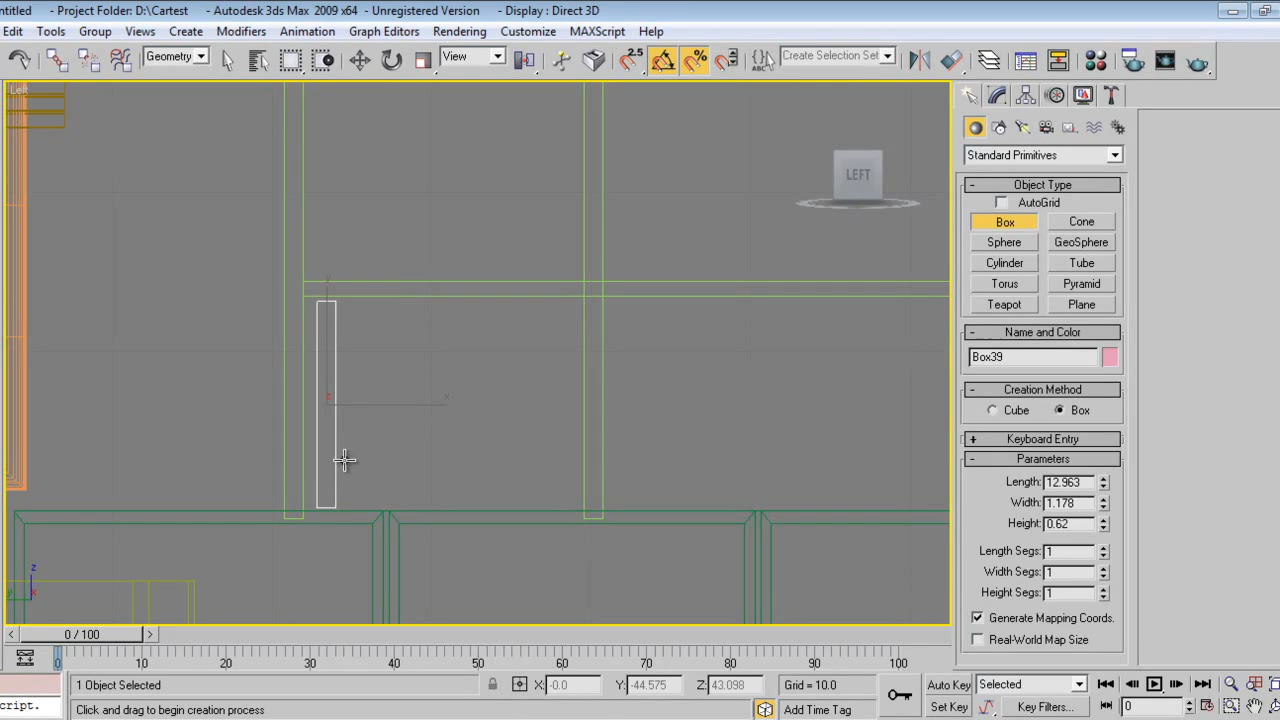 ntitled - Project Folder: D:\Cartest - Autodesk 3ds Max 2009 x64 - Unregistered Version - Display : Direct 3D
Edit Tools Group Views Create Modifiers Animation Graph Editors Rendering Customize MAXScript Help
Geometry View 2.5 ABC Create Selection Set
Left
LEFT
Standard Primitives
- Object Type
AutoGrid
Box Cone
Sphere GeoSphere
Cylinder Tube
Torus Pyramid
Teapot Plane
- Name and Color
Box39
- Creation Method
Cube Box
+ Keyboard Entry
- Parameters
Length: 12.963
Width: 1.178
Height: 0.62
Length Segs: 1
Width Segs: 1
Height Segs: 1
Generate Mapping Coords.
Real-World Map Size
x
z
z
x
< 0 / 100 >
0 10 20 30 40 50 60 70 80 90 100
1 Object Selected X: -0.0 Y: -44.575 Z: 43.098 Grid = 10.0 Auto Key Selected
cript. Click and drag to begin creation process Add Time Tag Set Key Key Filters... 0